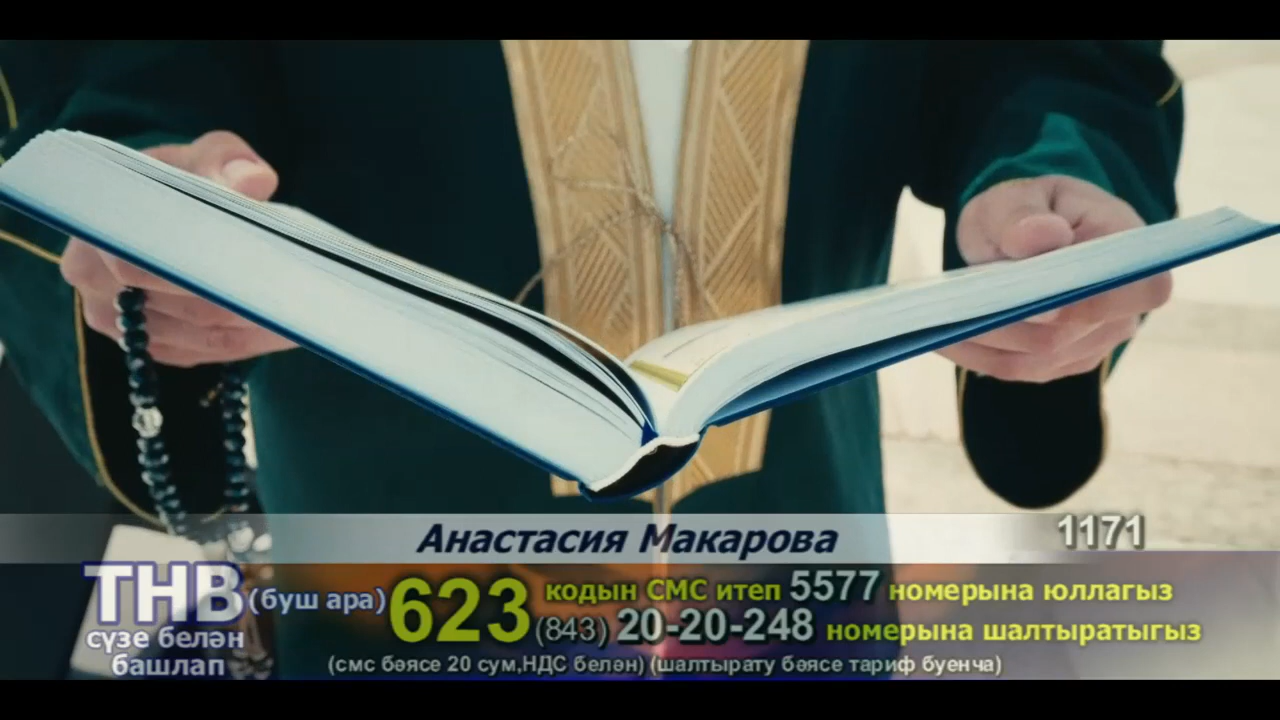 Анастасия Макарова
1171
ТНВ (буш ара) 623 кодын СМС итеп 5577 номерына юллагыз
сүзе белән (843) 20-20-248 номерына шалтыратыгыз
башлап (смс бәясе 20 сум,НДС белән) (шалтырату бәясе тариф буенча)